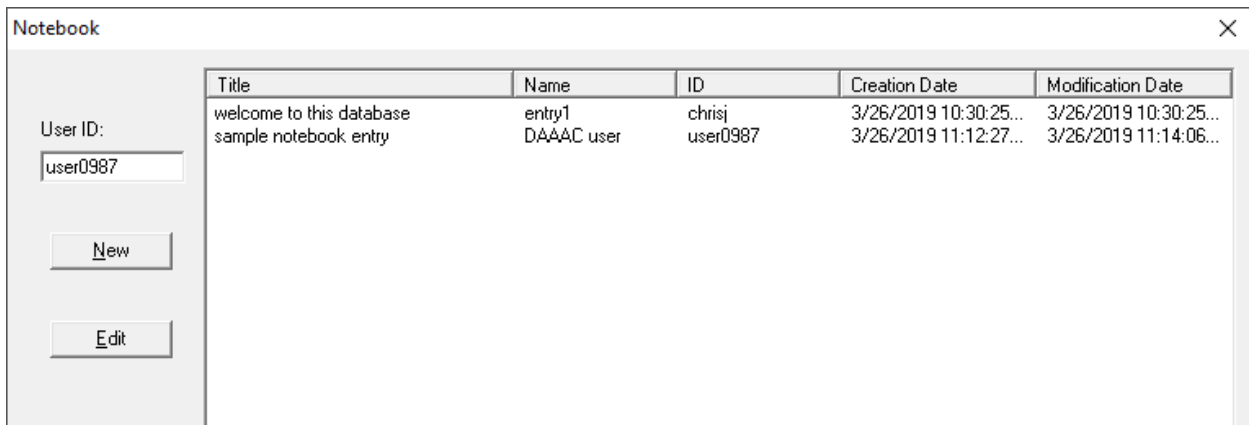 Notebook
Title Name ID Creation Date Modification Date
welcome to this database entry1 chrisj 3/26/2019 10:30:25... 3/26/2019 10:30:25...
sample notebook entry DAAAC user user0987 3/26/2019 11:12:27... 3/26/2019 11:14:06...
User ID:
user0987
New
Edit